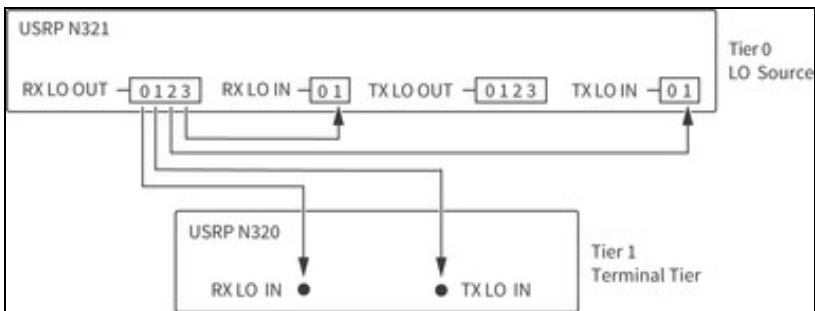 USRP N321
Tier 0
LO Source
RX LO OUT 0 1 2 3 RX LO IN 0 1 TX LO OUT 0 1 2 3 TX LO IN 0 1
USRP N320
Tier 1
Terminal Tier
RX LO IN TX LO IN